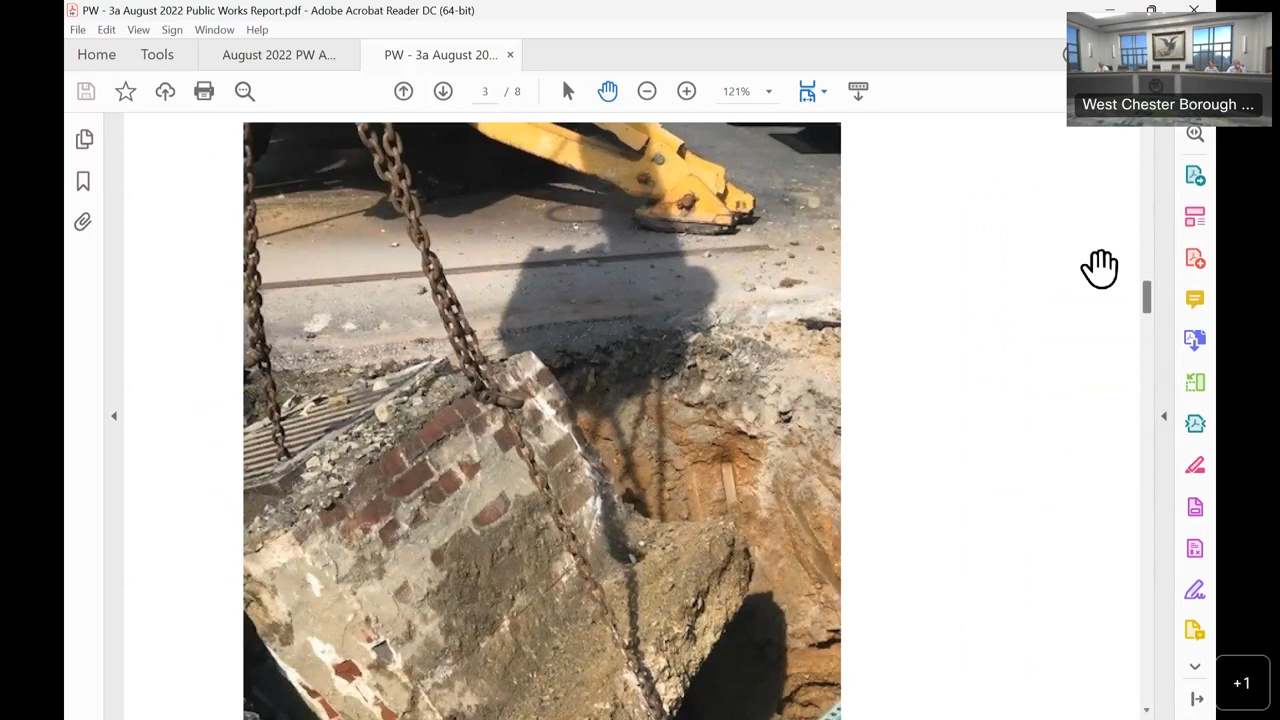 PW - 3a August 2022 Public Works Report.pdf - Adobe Acrobat Reader DC (64-bit)
File Edit View Sign Window Help
Home Tools August 2022 PW A... PW - 3a August 20... ×
3 / 8 121%
West Chester Borough ...
+1